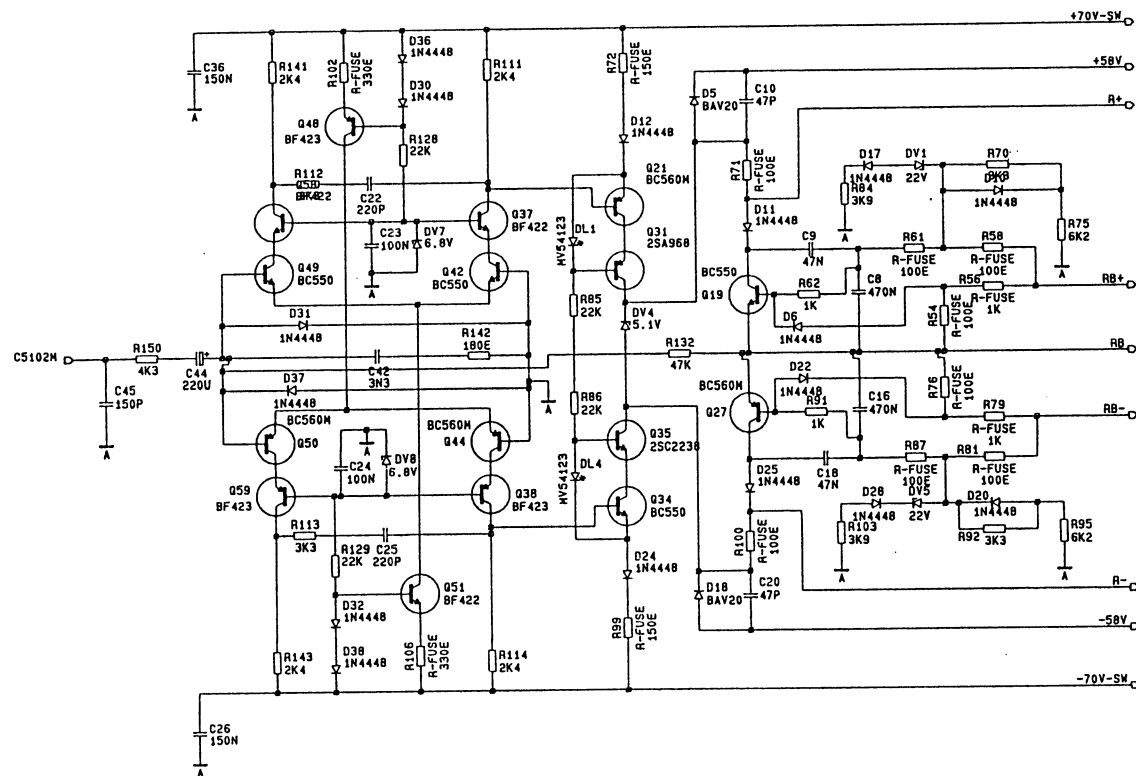 +70V-SW
C36
150N
A
R141
2K4
R102
R-FUSE
330E
D36
1N4448
D30
1N4448
R111
2K4
R72
R-FUSE
150E
+58V
D5
BAV20
C10
47P
R+
Q48
BF423
R128
22K
D12
1N4448
R71
R-FUSE
100E
Q21
BC560M
D17
1N4448
DV1
22V
R70
R84
3K9
A
1N4448
R75
6K2
A
R112
C22
220P
Q37
BF422
DL1
MV54123
Q31
2SA968
D11
1N4448
C23
100N
A
DV7
6.8V
C9
47N
R61
R-FUSE
100E
R58
R-FUSE
100E
Q49
BC550
Q42
BC550
BC550
Q19
R62
1K
C8
470N
R56
R-FUSE
1K
RB+
D6
1N4448
R54
R-FUSE
100E
R85
22K
DV4
5.1V
D31
1N4448
R142
180E
R132
47K
RB
C5102M
R150
4K3
C44
220U
+
C42
3N3
C45
150P
A
D37
1N4448
A
BC560M
Q50
BC560M
Q44
R86
22K
BC560M
Q27
D22
1N4448
R91
1K
C16
470N
R76
R-FUSE
100E
R79
R-FUSE
1K
RB-
Q35
2SC2238
C24
100N
A
DV8
6.8V
DL4
MV54123
C18
47N
R87
R-FUSE
100E
R81
R-FUSE
100E
Q59
BF423
Q38
BF423
Q34
BC550
D25
1N4448
D28
1N4448
DV5
22V
D20
1N4448
R92
3K3
R95
6K2
A
R103
3K9
A
R113
3K3
C25
220P
R129
22K
R100
R-FUSE
100E
D24
1N4448
Q51
BF422
D18
BAV20
C20
47P
R-
D32
1N4448
D38
1N4448
R106
R-FUSE
330E
R114
2K4
R99
R-FUSE
150E
-58V
R143
2K4
-70V-SW
C26
150N
A